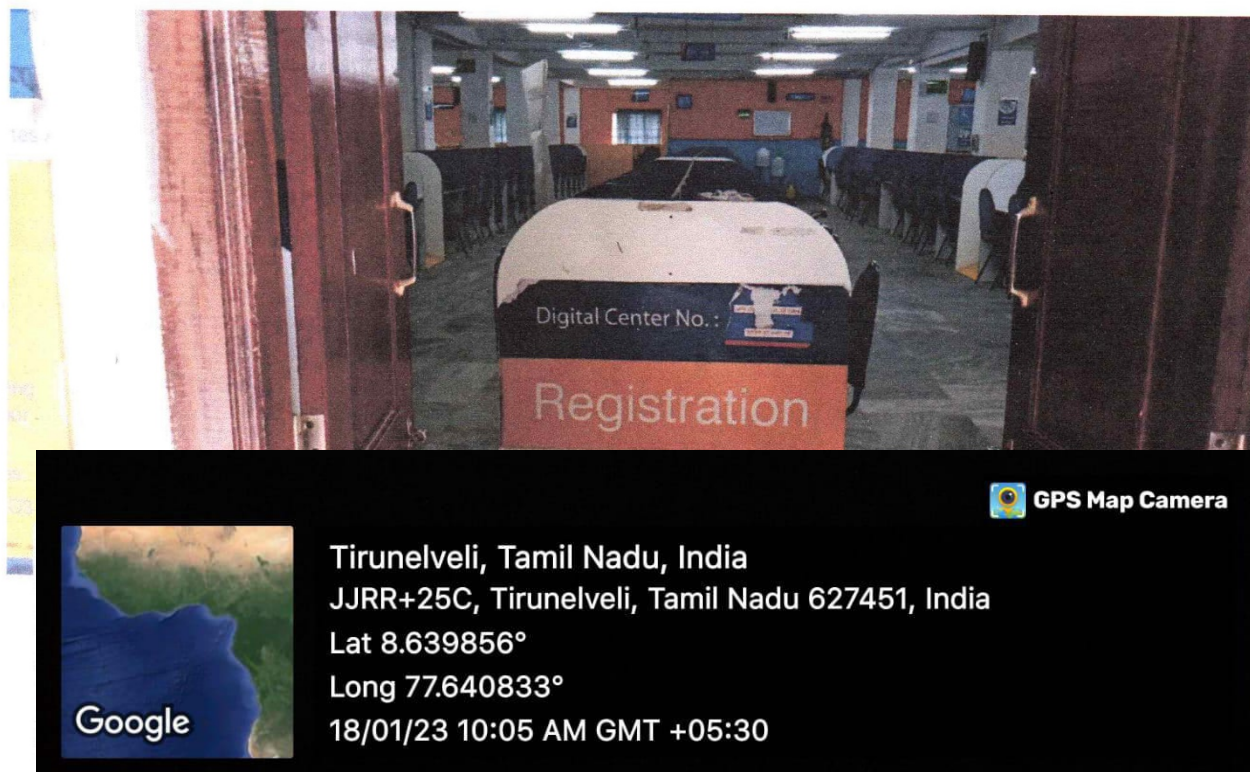 Digital Center No. :
Registration
GPS Map Camera
Tirunelveli, Tamil Nadu, India
JJRR+25C, Tirunelveli, Tamil Nadu 627451, India
Lat 8.639856°
Long 77.640833°
18/01/23 10:05 AM GMT +05:30
Google